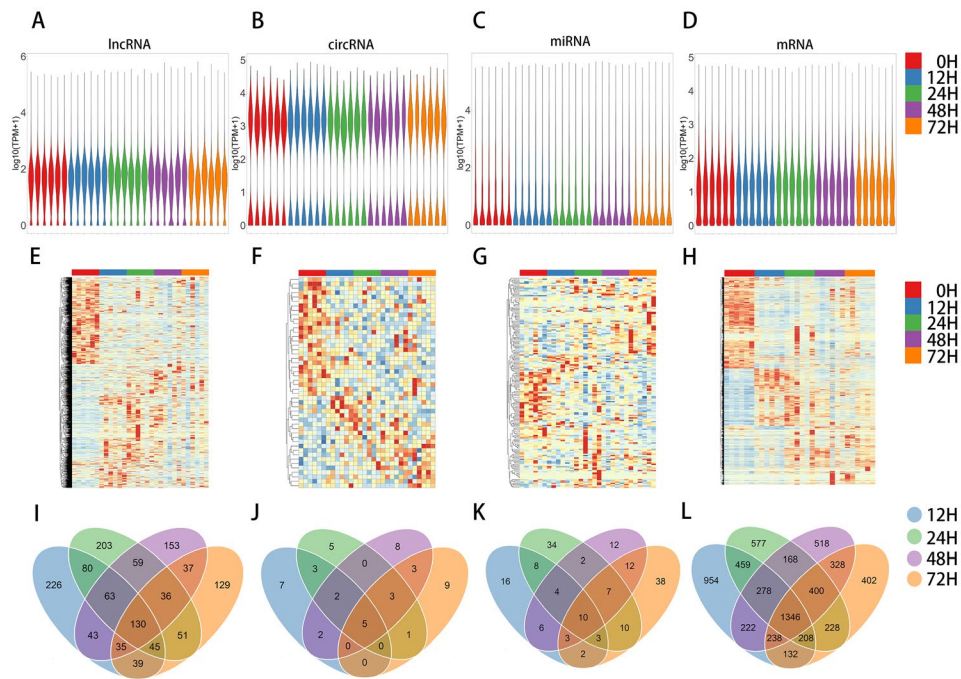 A B C D
lncRNA circRNA miRNA mRNA
log10(TPM+1) 0 2 4 6
log10(TPM+1) 0 1 2 3 4 5
log10(TPM+1) 0 2 4
log10(TPM+1) 0 1 2 3 4 5
0H
12H
24H
48H
72H
E F G H
0H
12H
24H
48H
72H
I J K L
226 203 153 129
80 59 37
63 36
130
43 35 45 51
39
7 5 8 9
3 0 3
2 3
5
2 0 0 1
0
16 34 12 38
8 2 12
4 7
10
6 3 3 10
2
954 577 518 402
459 168 328
278 400
1346
222 238 208 228
132
12H
24H
48H
72H